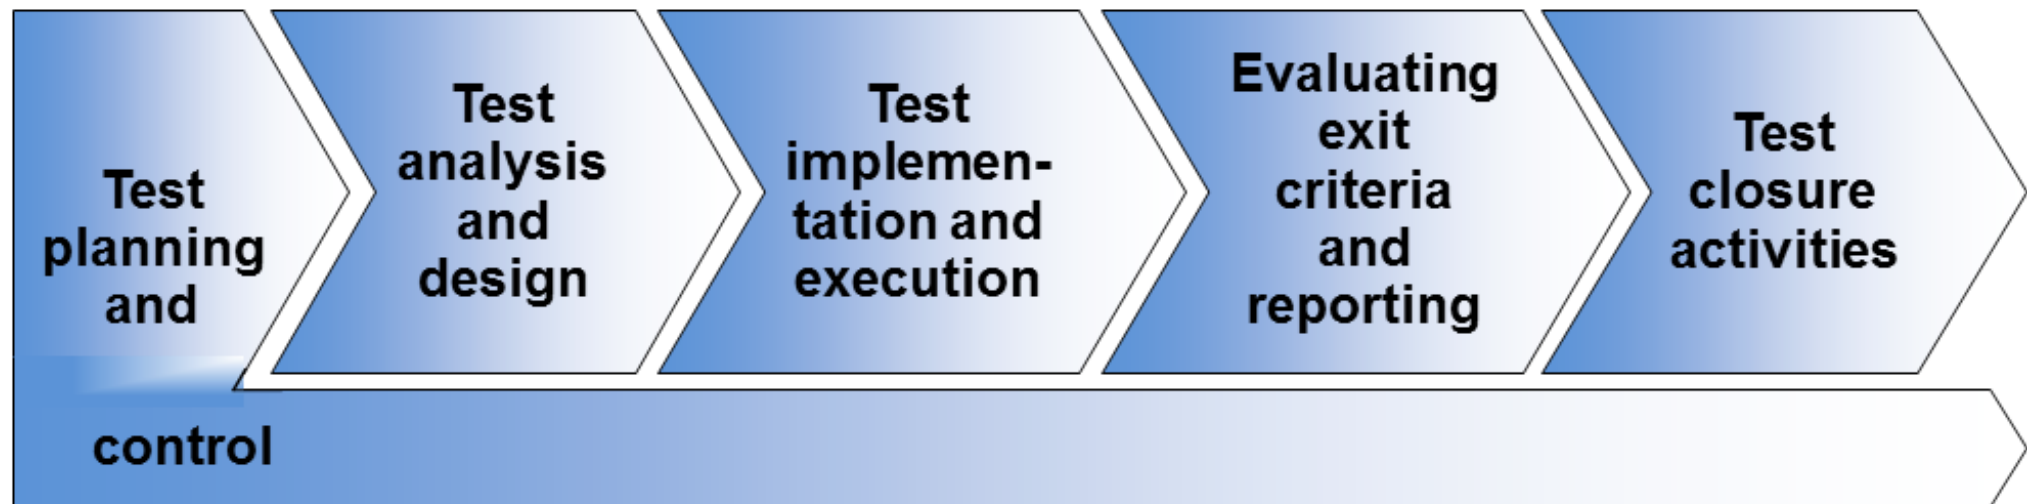 Test
planning
and
control
Test
analysis
and
design
Test
implemen-
tation and
execution
Evaluating
exit
criteria
and
reporting
Test
closure
activities